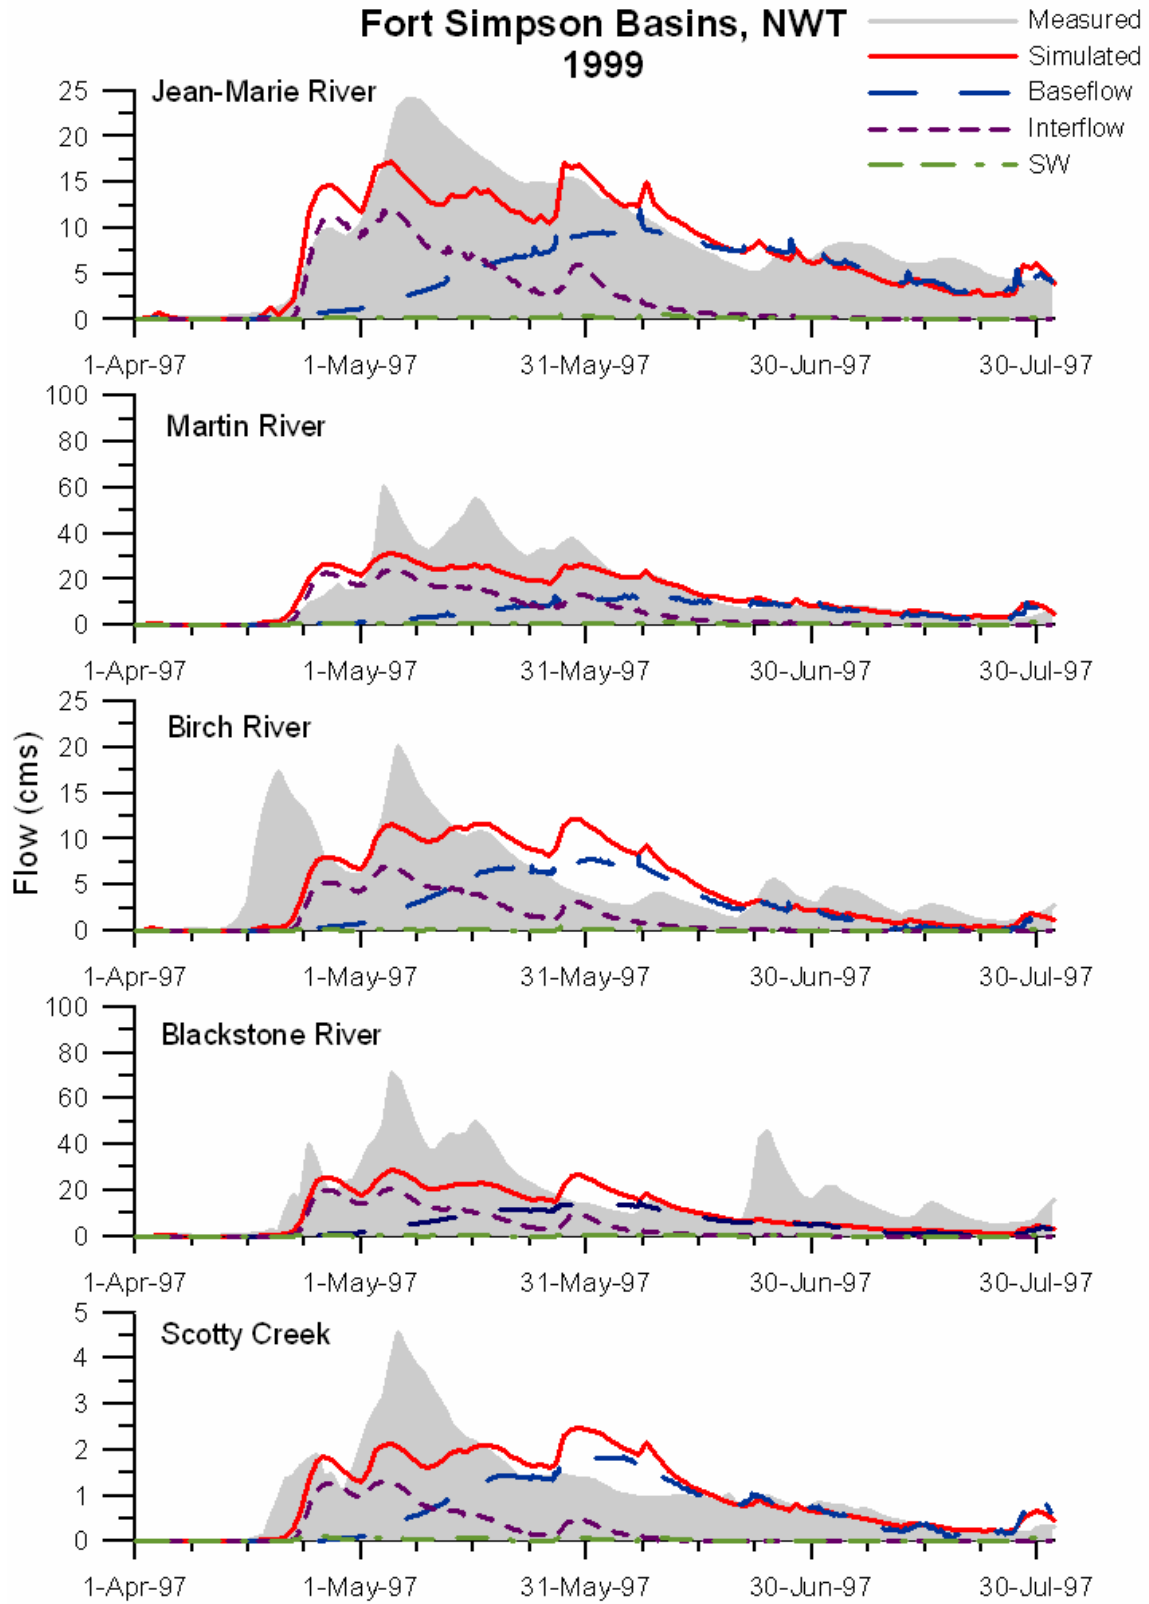 Fort Simpson Basins, NWT
1999
Measured
Simulated
Baseflow
Interflow
SW
Flow (cms)
Jean-Marie River
25
20
15
10
5
0
1-Apr-97 1-May-97 31-May-97 30-Jun-97 30-Jul-97
Martin River
100
80
60
40
20
0
1-Apr-97 1-May-97 31-May-97 30-Jun-97 30-Jul-97
Birch River
25
20
15
10
5
0
1-Apr-97 1-May-97 31-May-97 30-Jun-97 30-Jul-97
Blackstone River
100
80
60
40
20
0
1-Apr-97 1-May-97 31-May-97 30-Jun-97 30-Jul-97
Scotty Creek
5
4
3
2
1
0
1-Apr-97 1-May-97 31-May-97 30-Jun-97 30-Jul-97